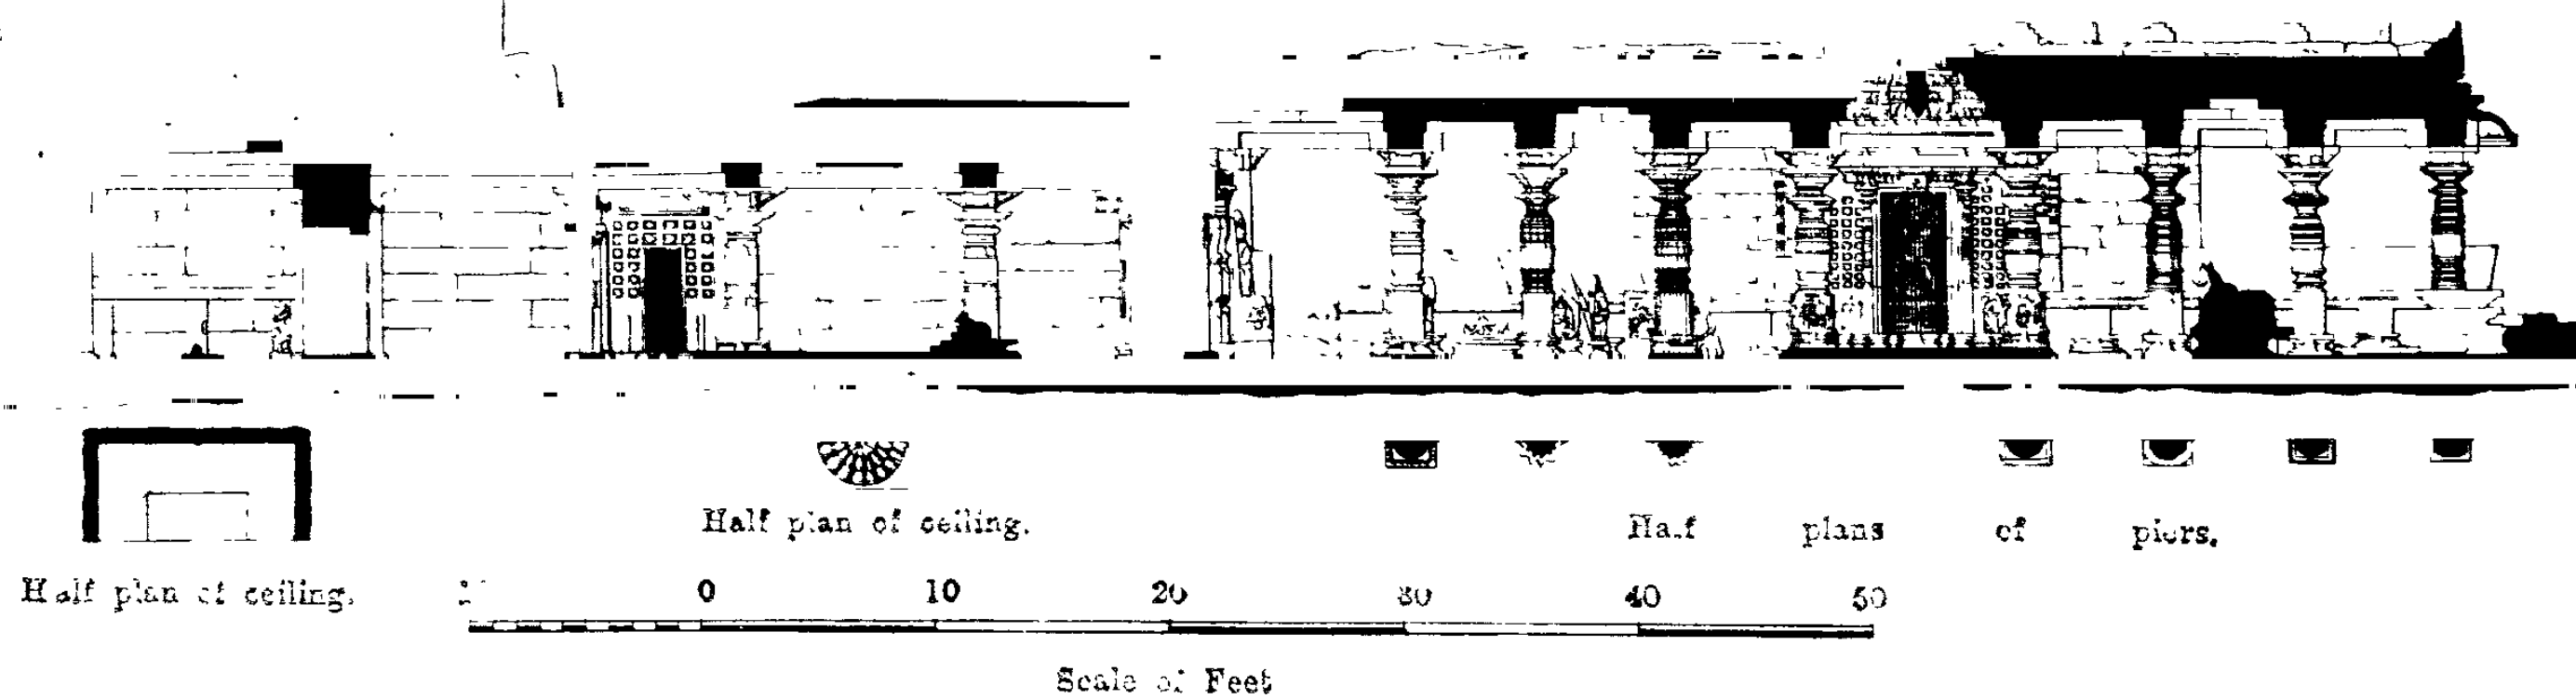 Half plan of ceiling.
Half plans of piers.
Half plan of ceiling.
0 10 20 30 40 50
Scale of Feet